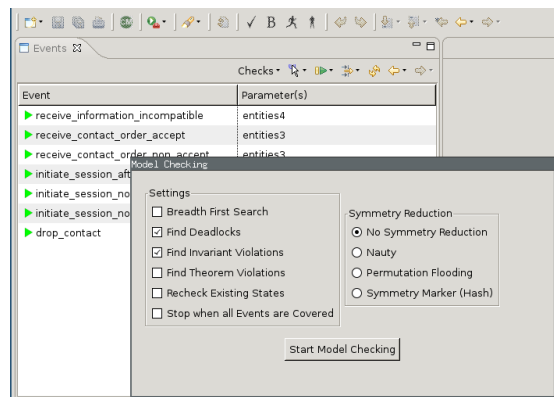 Events
Checks
Event Parameter(s)
receive_information_incompatible entities4
receive_contact_order_accept entities3
receive_contact_order_non_accept entities3
Model Checking
initiate_session_aft
initiate_session_no
initiate_session_no
drop_contact
Settings
Breadth First Search
Find Deadlocks
Find Invariant Violations
Find Theorem Violations
Recheck Existing States
Stop when all Events are Covered
Symmetry Reduction
No Symmetry Reduction
Nauty
Permutation Flooding
Symmetry Marker (Hash)
Start Model Checking